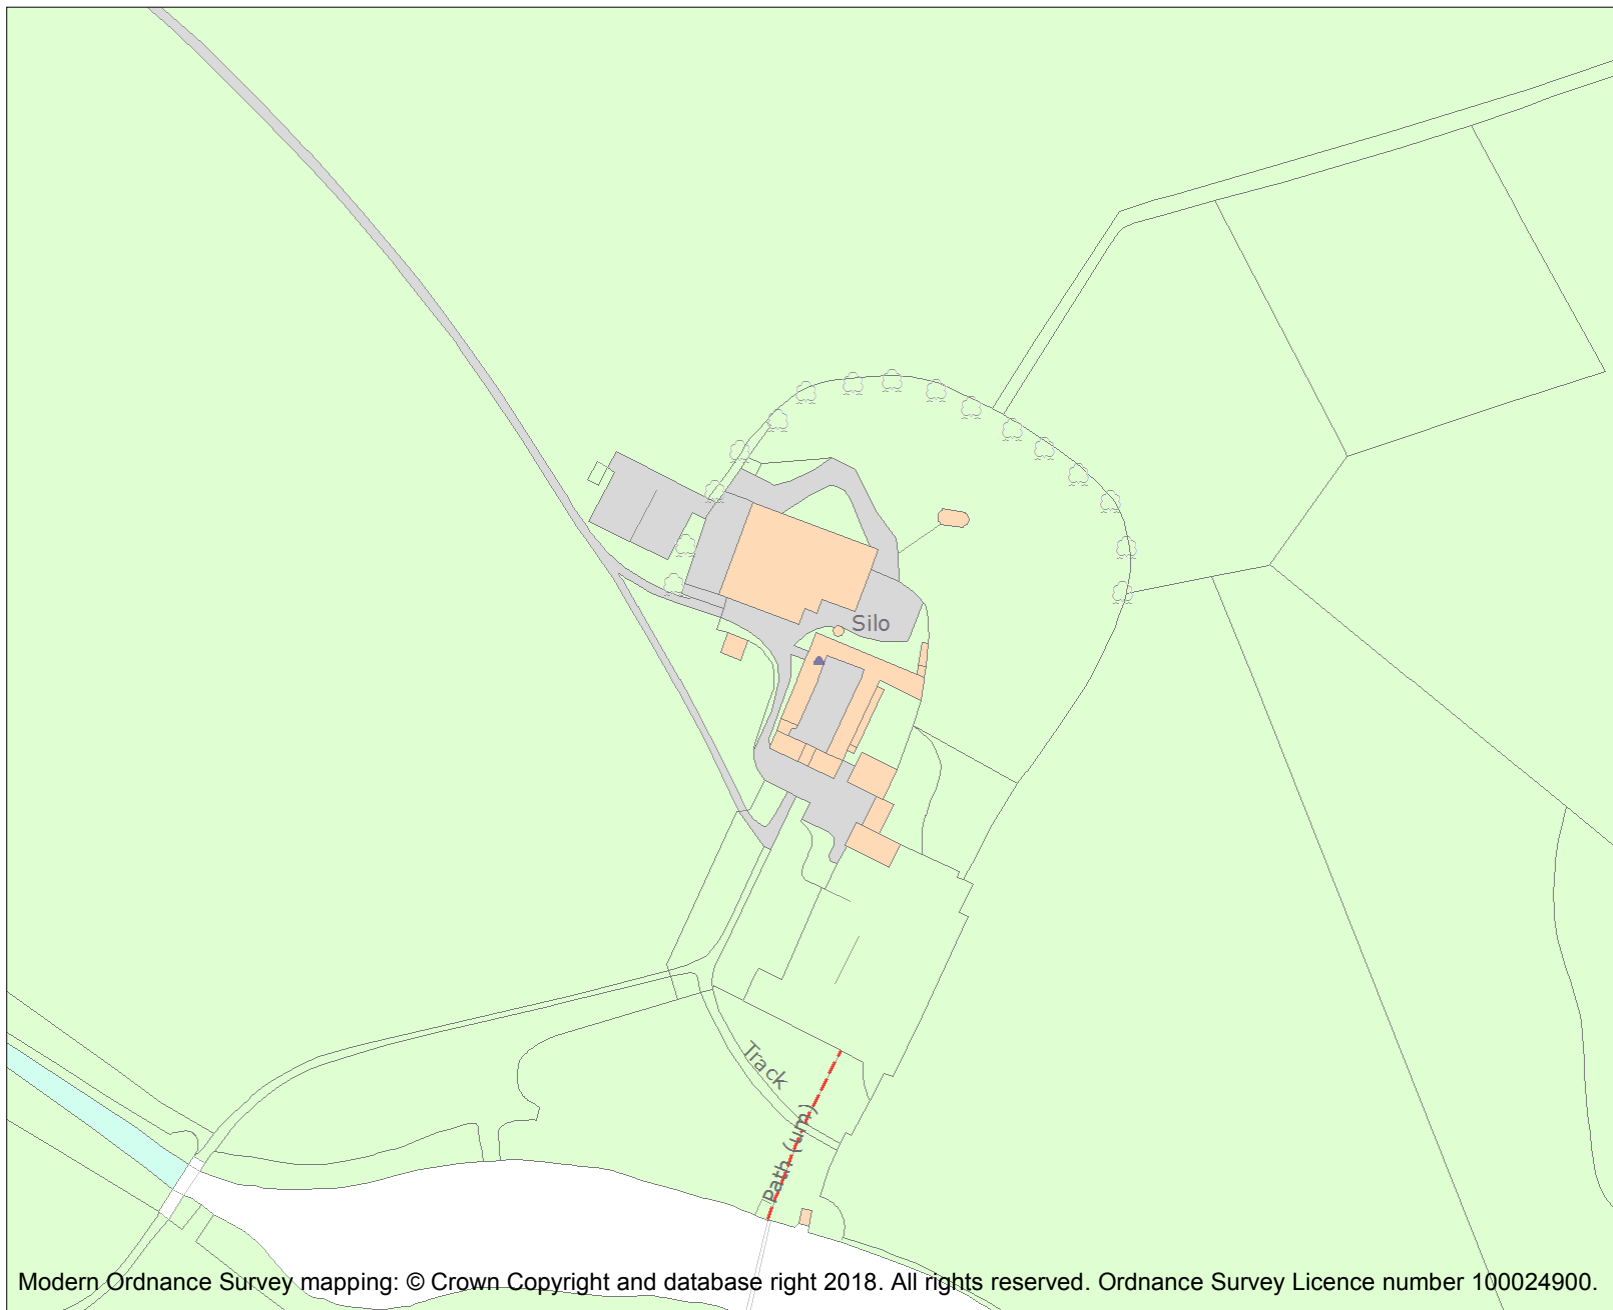 Silo
Track
Path (um)
Modern Ordnance Survey mapping: © Crown Copyright and database right 2018. All rights reserved. Ordnance Survey Licence number 100024900.